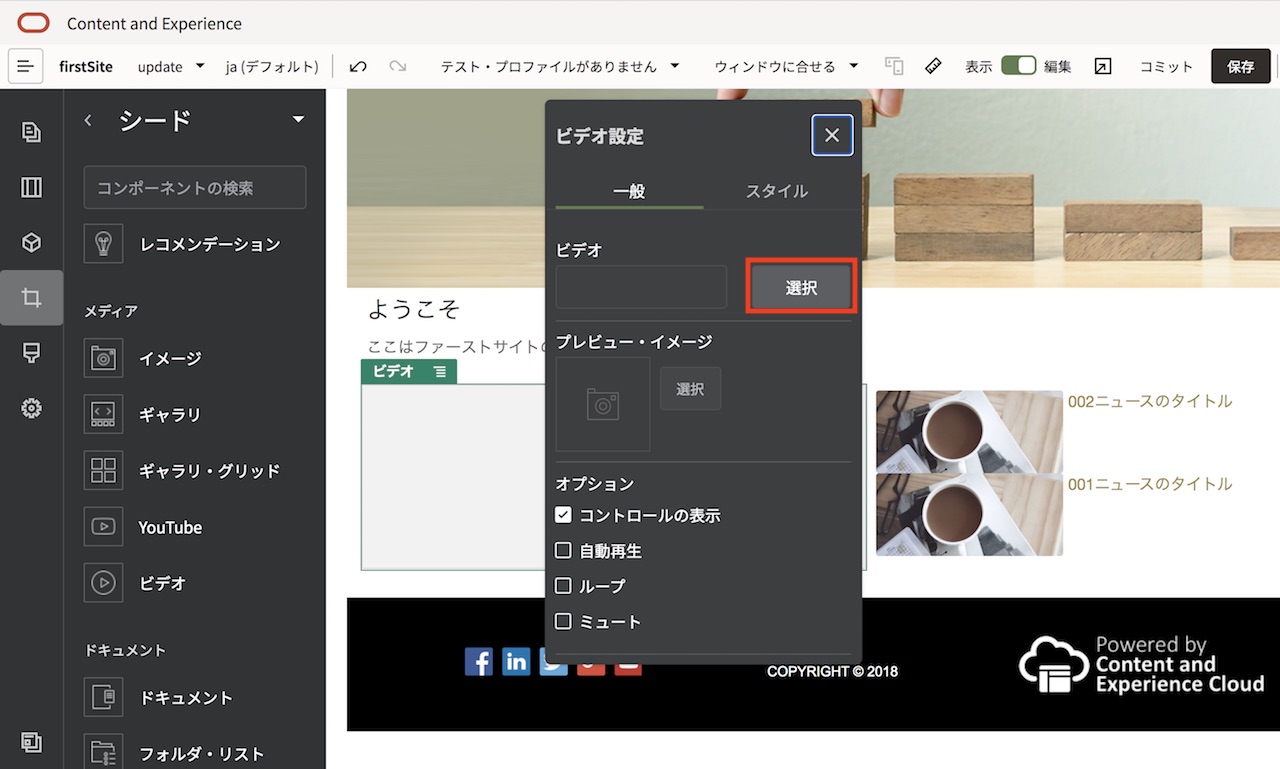 Content and Experience
firstSite update ja (デフォルト) テスト・プロファイルがありません ウィンドウに合せる 表示 編集 コミット 保存
シード
コンポーネントの検索
レコメンデーション
メディア
イメージ
ギャラリ
ギャラリ・グリッド
YouTube
ビデオ
ドキュメント
ドキュメント
フォルダ・リスト
ようこそ
ここはファーストサイトの
ビデオ
ビデオ設定
一般 スタイル
ビデオ
選択
プレビュー・イメージ
選択
オプション
コントロールの表示
自動再生
ループ
ミュート
002ニュースのタイトル
001ニュースのタイトル
COPYRIGHT © 2018
Powered by
Content and
Experience Cloud